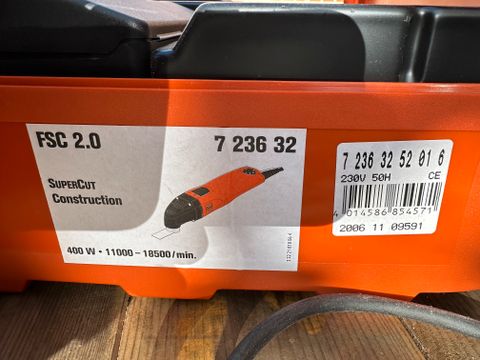 FSC 2.0
7 236 32
SUPERCUT
Construction
400 W • 11000 – 18500/min.
7 236 32 52 01 6
230V 50H
CE
4 014586 854571
2006 11 09591